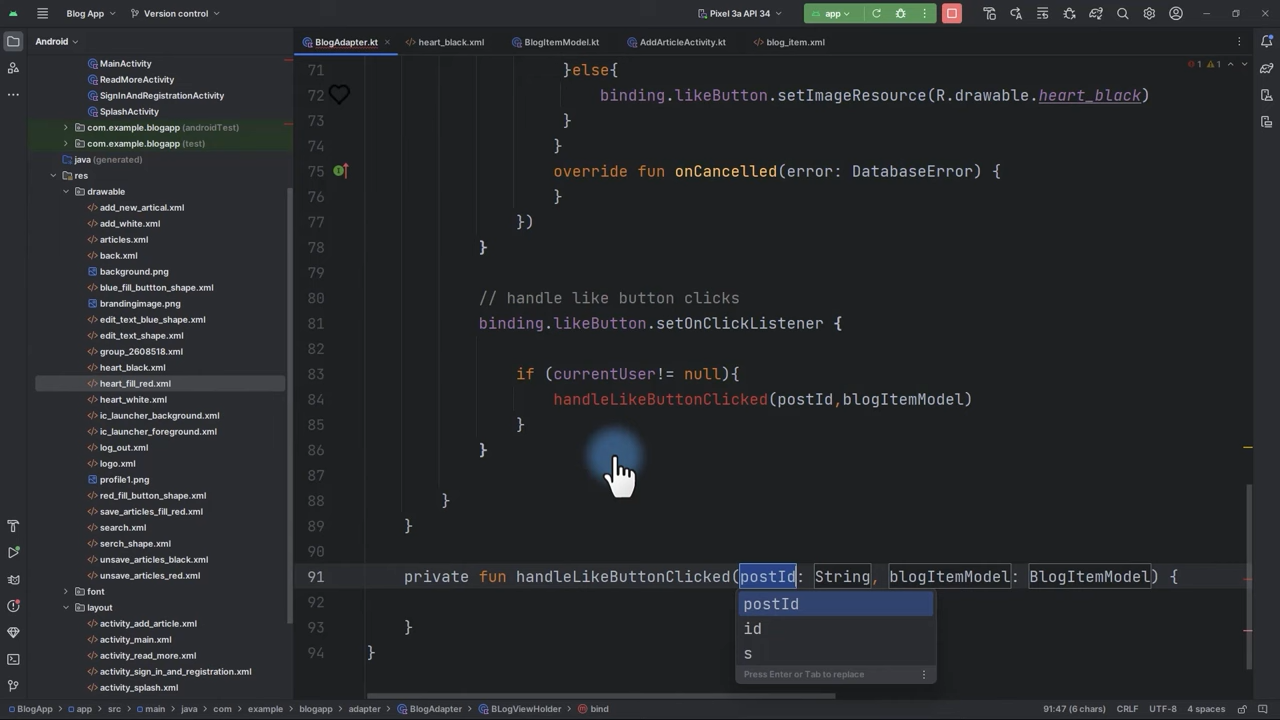 Blog App
Version control
Pixel 3a API 34
app
Android
BlogAdapter.kt
heart_black.xml
BlogItemModel.kt
AddArticleActivity.kt
blog_item.xml
MainActivity
ReadMoreActivity
SignInAndRegistrationActivity
SplashActivity
com.example.blogapp (androidTest)
com.example.blogapp (test)
java (generated)
res
drawable
add_new_artical.xml
add_white.xml
articles.xml
back.xml
background.png
blue_fill_buttton_shape.xml
brandingimage.png
edit_text_blue_shape.xml
edit_text_shape.xml
group_2608518.xml
heart_black.xml
heart_fill_red.xml
heart_white.xml
ic_launcher_background.xml
ic_launcher_foreground.xml
log_out.xml
logo.xml
profile1.png
red_fill_button_shape.xml
save_articles_fill_red.xml
search.xml
serch_shape.xml
unsave_articles_black.xml
unsave_articles_red.xml
font
layout
activity_add_article.xml
activity_main.xml
activity_read_more.xml
activity_sign_in_and_registration.xml
activity_splash.xml
1 1
71 }else{
72 binding.likeButton.setImageResource(R.drawable.heart_black)
73 }
74 }
75 override fun onCancelled(error: DatabaseError) {
76 }
77 })
78 }
79
80 // handle like button clicks
81 binding.likeButton.setOnClickListener {
82
83 if (currentUser!= null){
84 handleLikeButtonClicked(postId,blogItemModel)
85 }
86 }
87
88 }
89 }
90
91 private fun handleLikeButtonClicked(postId: String, blogItemModel: BlogItemModel) {
92
93 }
94 }
postId
id
s
Press Enter or Tab to replace
BlogApp > app > src > main > java > com > example > blogapp > adapter > BlogAdapter > BLogViewHolder > bind
91:47 (6 chars) CRLF UTF-8 4 spaces